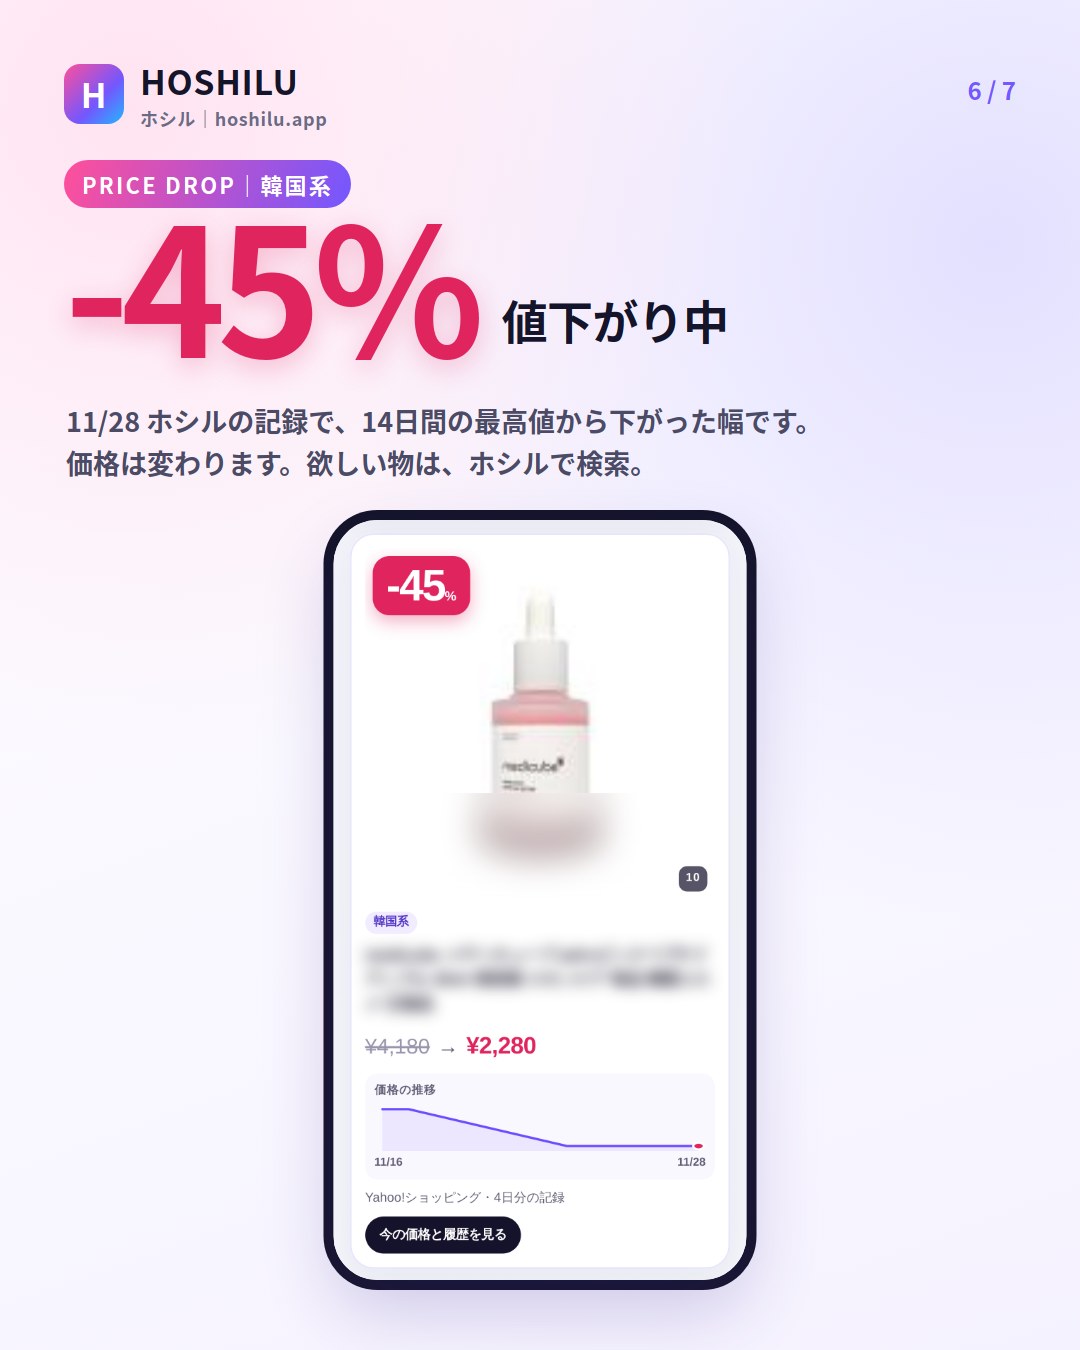 H
HOSHILU
ホシル｜hoshilu.app
6 / 7
PRICE DROP｜韓国系
-45% 値下がり中
11/28 ホシルの記録で、14日間の最高値から下がった幅です。
価格は変わります。欲しい物は、ホシルで検索。
-45%
medicube
10
韓国系
¥4,180 → ¥2,280
価格の推移
11/16 11/28
Yahoo!ショッピング・4日分の記録
今の価格と履歴を見る